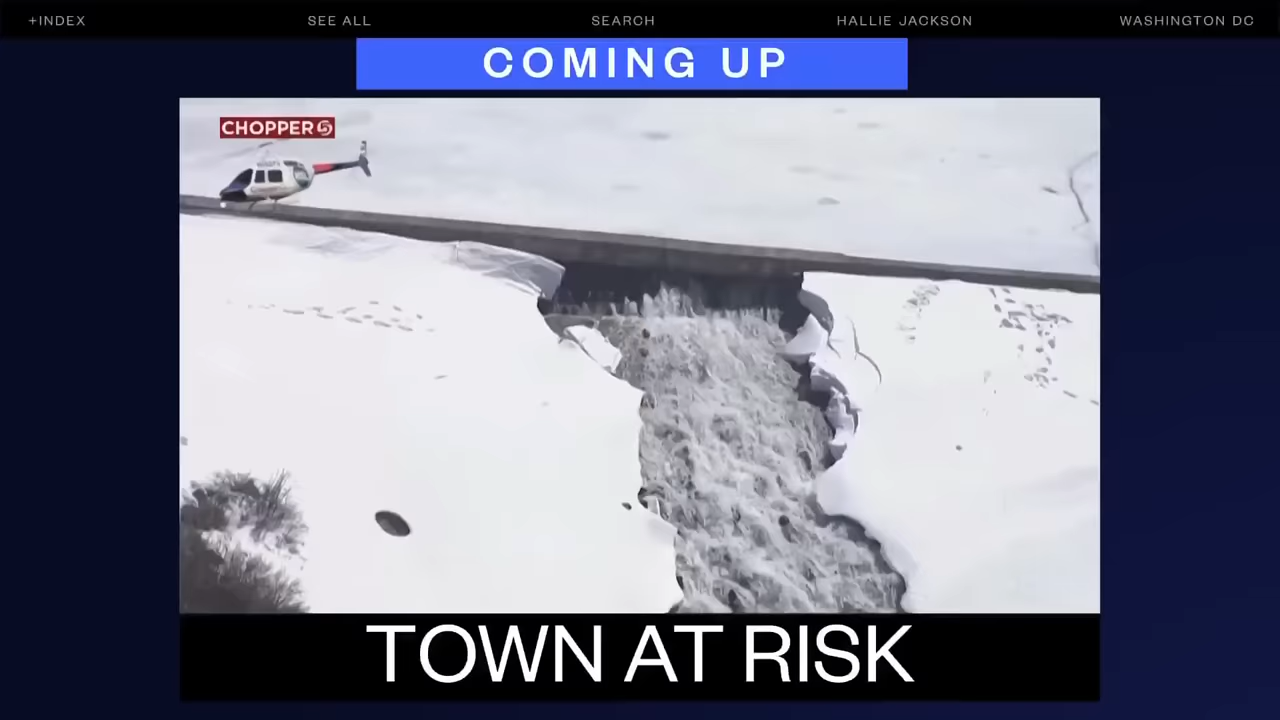 +INDEX
SEE ALL
SEARCH
HALLIE JACKSON
WASHINGTON DC
COMING UP
CHOPPER 5
TOWN AT RISK